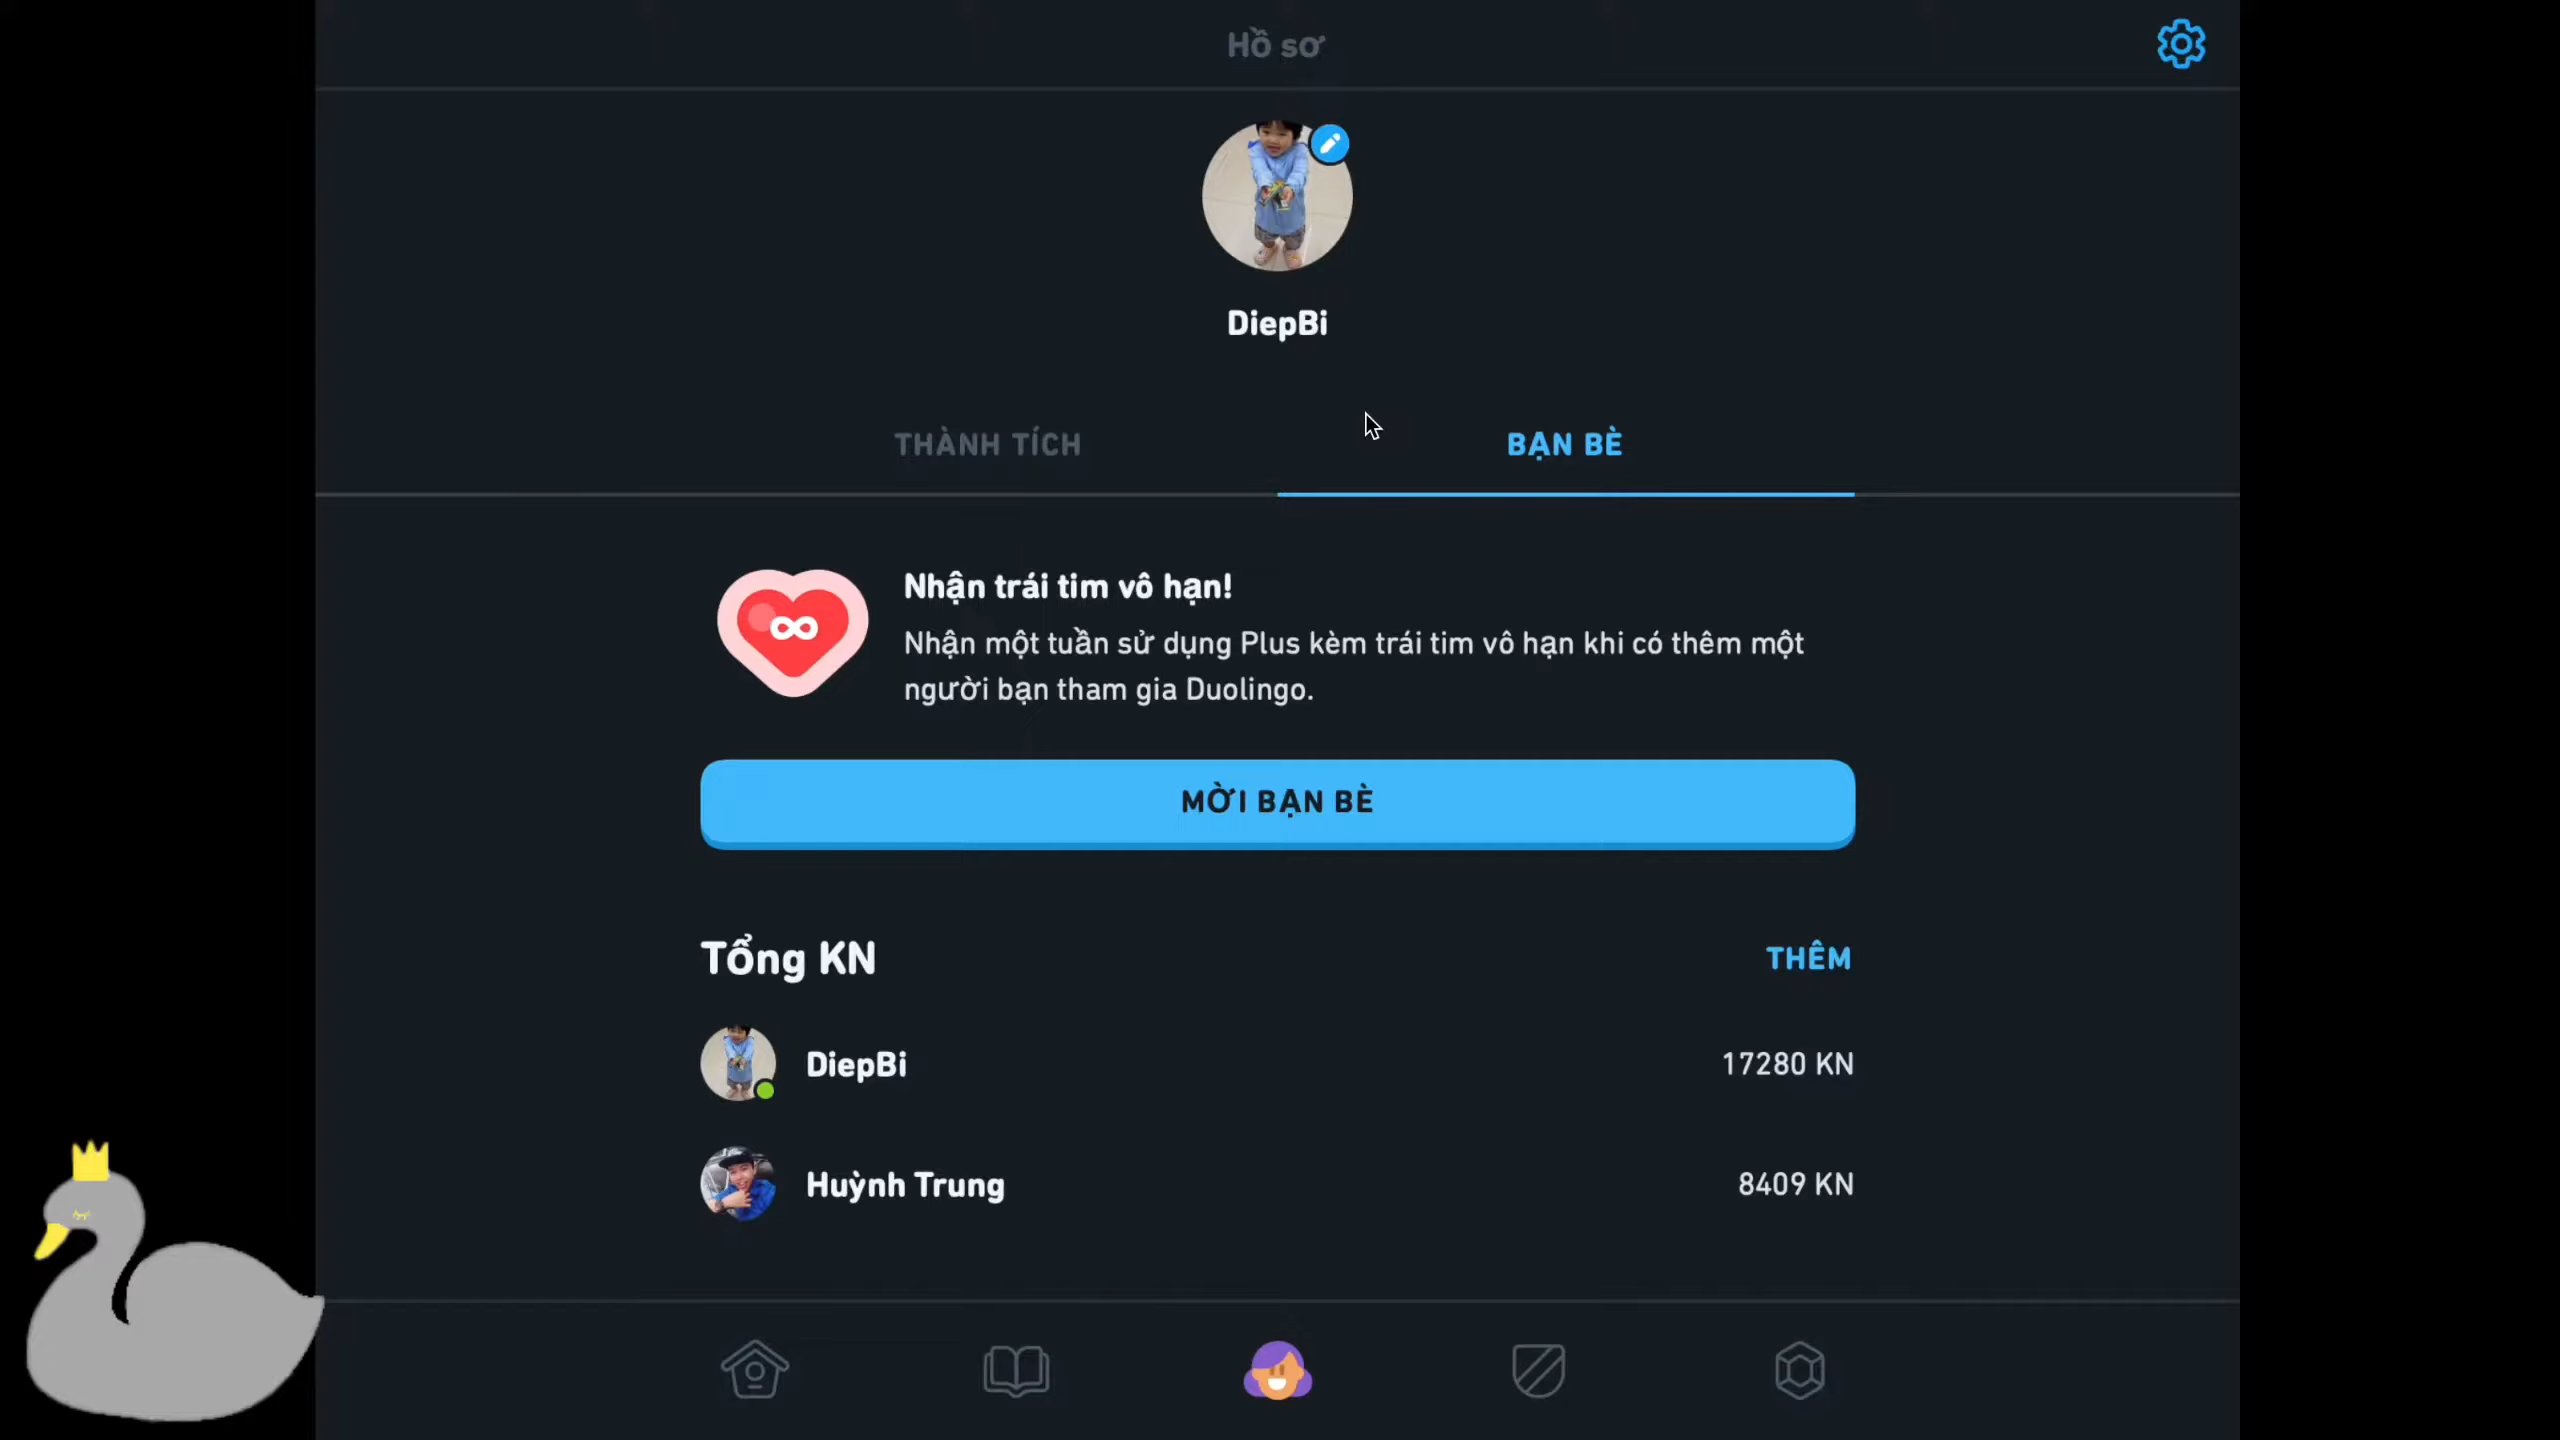 Hồ sơ
DiepBi
THÀNH TÍCH
BẠN BÈ
Nhận trái tim vô hạn!
Nhận một tuần sử dụng Plus kèm trái tim vô hạn khi có thêm một
người bạn tham gia Duolingo.
MỜI BẠN BÈ
Tổng KN
THÊM
DiepBi
17280 KN
Huỳnh Trung
8409 KN